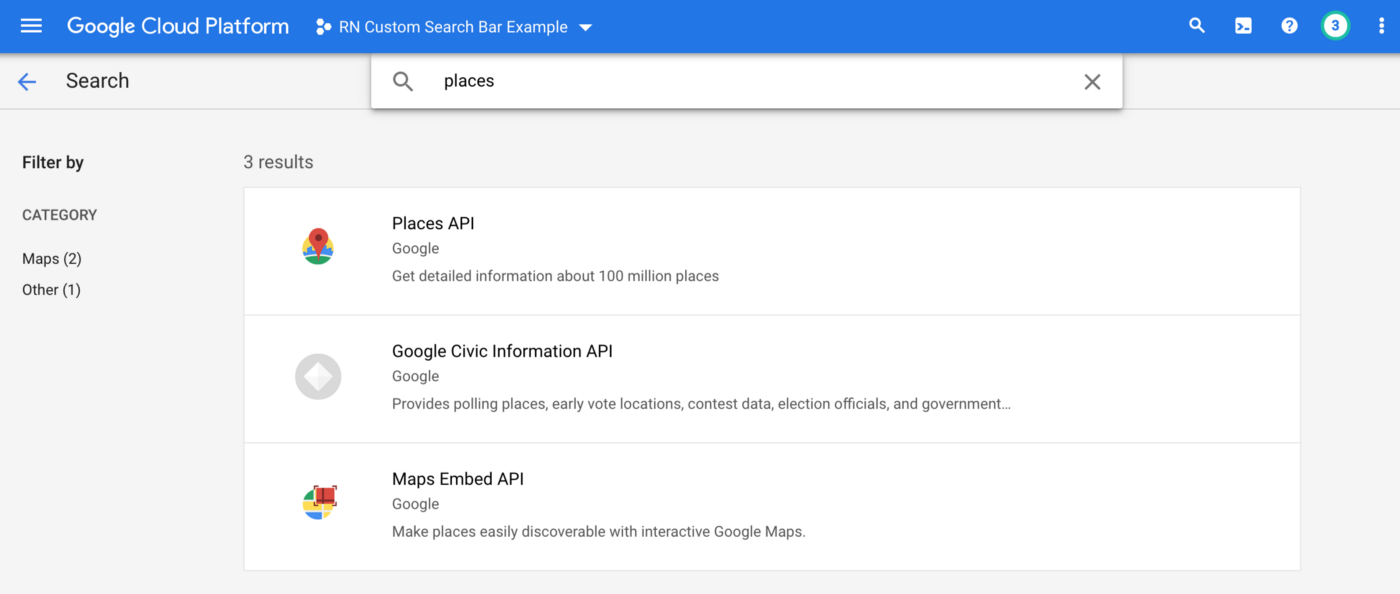 Google Cloud Platform
RN Custom Search Bar Example
3
Search
places
Filter by
CATEGORY
Maps (2)
Other (1)
3 results
Places API
Google
Get detailed information about 100 million places
Google Civic Information API
Google
Provides polling places, early vote locations, contest data, election officials, and government…
Maps Embed API
Google
Make places easily discoverable with interactive Google Maps.